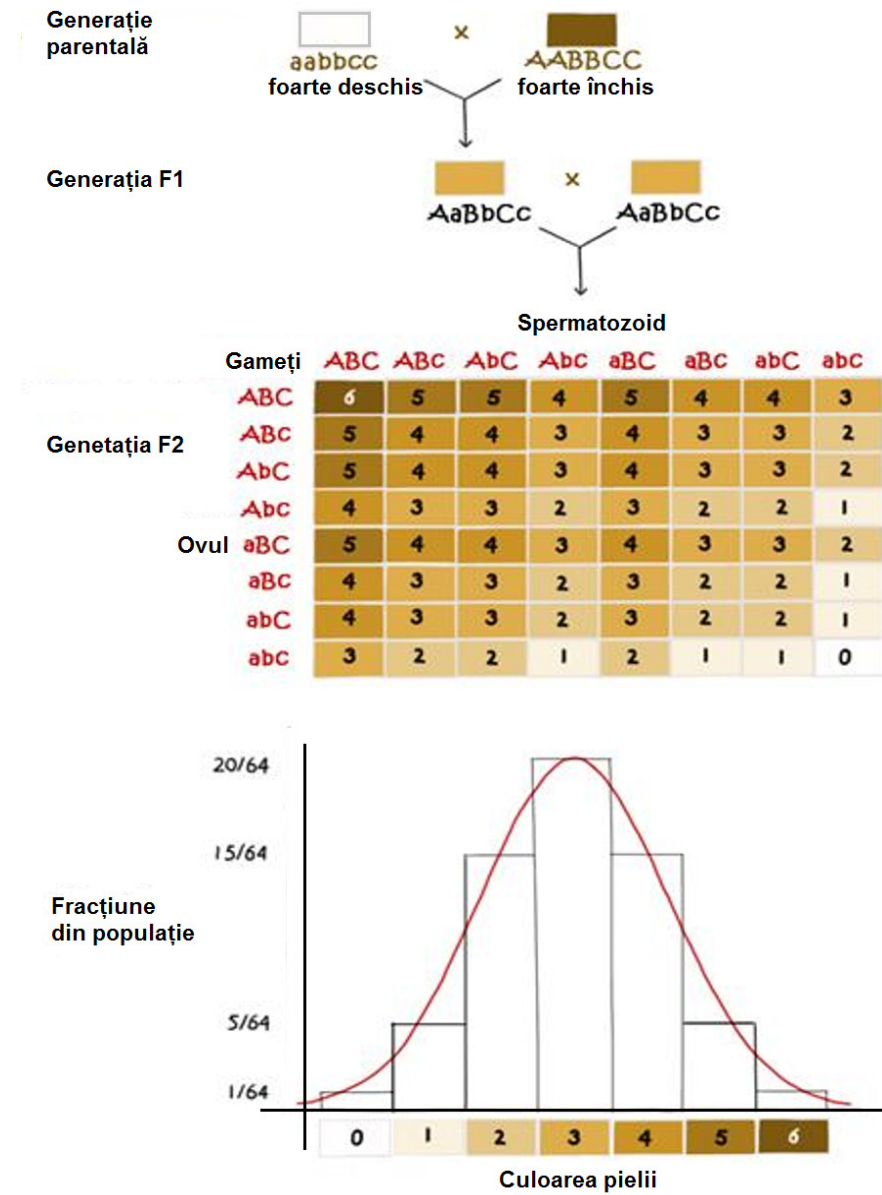 Generație
parentală
×
aabbcc AABBCC
foarte deschis foarte închis
Generația F1
×
AaBbCc AaBbCc
Spermatozoid
Gameți ABC ABc AbC Abc aBC aBc abC abc
ABC 6 5 5 4 5 4 4 3
Genetația F2
ABc 5 4 4 3 4 3 3 2
AbC 5 4 4 3 4 3 3 2
Abc 4 3 3 2 3 2 2 1
Ovul aBC 5 4 4 3 4 3 3 2
aBc 4 3 3 2 3 2 2 1
abC 4 3 3 2 3 2 2 1
abc 3 2 2 1 2 1 1 0
20/64
15/64
Fracțiune
din populație
5/64
1/64
0 1 2 3 4 5 6
Culoarea pielii